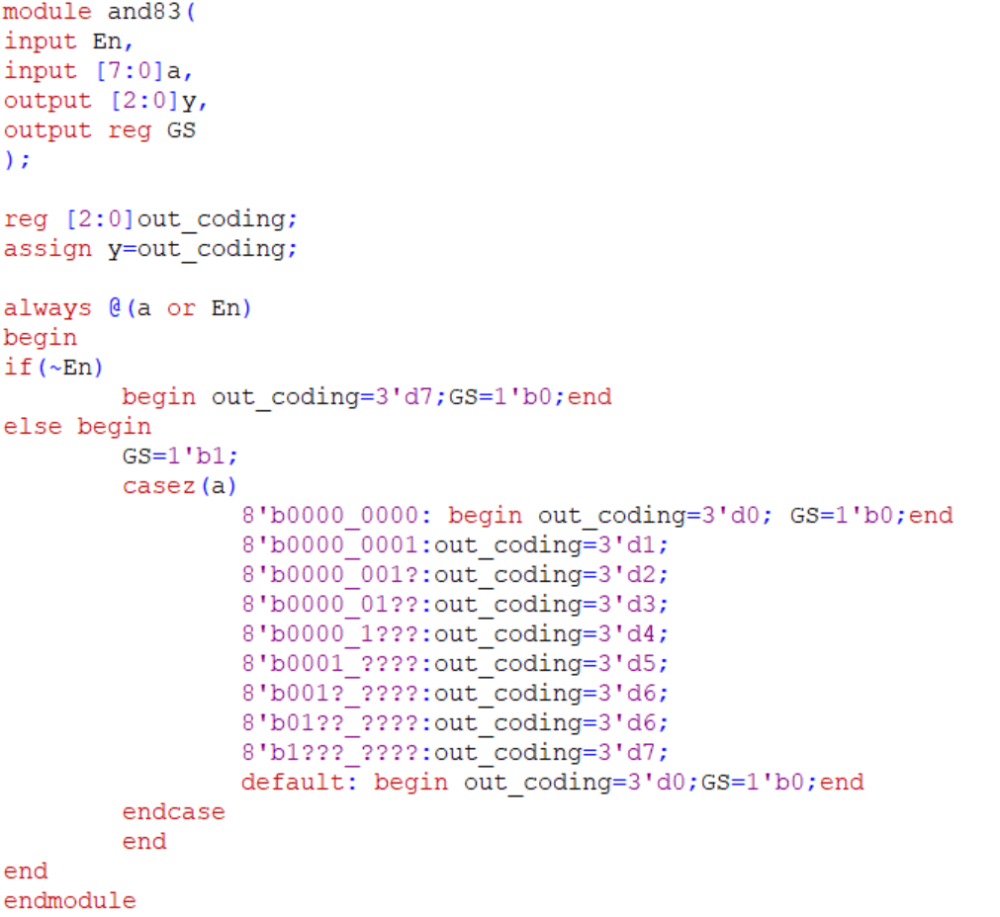 module and83(
input En,
input [7:0]a,
output [2:0]y,
output reg GS
);
reg [2:0]out_coding;
assign y=out_coding;
always @(a or En)
begin
if(~En)
begin out_coding=3'd7;GS=1'b0;end
else begin
GS=1'b1;
casez(a)
8'b0000_0000: begin out_coding=3'd0; GS=1'b0;end
8'b0000_0001:out_coding=3'd1;
8'b0000_001?:out_coding=3'd2;
8'b0000_01??:out_coding=3'd3;
8'b0000_1???:out_coding=3'd4;
8'b0001_????:out_coding=3'd5;
8'b001?_????:out_coding=3'd6;
8'b01??_????:out_coding=3'd6;
8'b1???_????:out_coding=3'd7;
default: begin out_coding=3'd0;GS=1'b0;end
endcase
end
end
endmodule